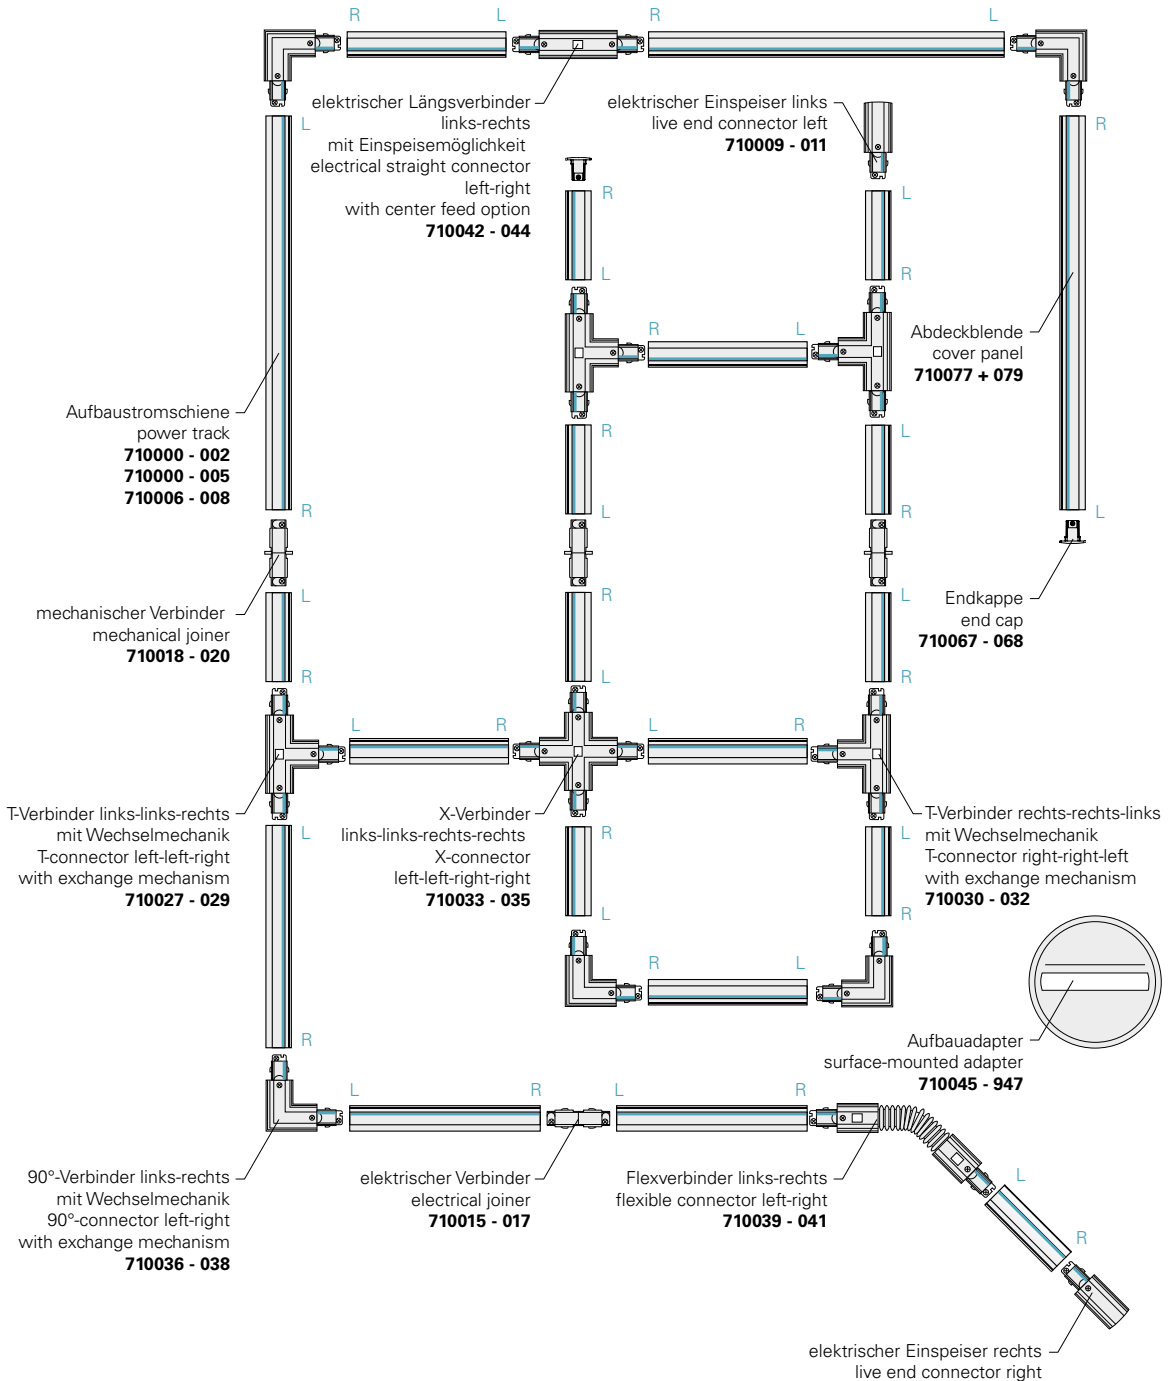 R L R L
elektrischer Längsverbinder
links-rechts
mit Einspeisemöglichkeit
electrical straight connector
left-right
with center feed option
710042 - 044
elektrischer Einspeiser links
live end connector left
710009 - 011
L R
R L
L R
R L
Abdeckblende
cover panel
710077 + 079
Aufbaustromschiene
power track
710000 - 002
710000 - 005
710006 - 008
R L
R L R L
mechanischer Verbinder
mechanical joiner
710018 - 020
L R L
Endkappe
end cap
710067 - 068
R L R
L R L R
T-Verbinder links-links-rechts
mit Wechselmechanik
T-connector left-left-right
with exchange mechanism
710027 - 029
X-Verbinder
links-links-rechts-rechts
X-connector
left-left-right-right
710033 - 035
T-Verbinder rechts-rechts-links
mit Wechselmechanik
T-connector right-right-left
with exchange mechanism
710030 - 032
L R L
L R
R L
Aufbauadapter
surface-mounted adapter
710045 - 947
R
L R L R
90°-Verbinder links-rechts
mit Wechselmechanik
90°-connector left-right
with exchange mechanism
710036 - 038
elektrischer Verbinder
electrical joiner
710015 - 017
Flexverbinder links-rechts
flexible connector left-right
710039 - 041
L
R
elektrischer Einspeiser rechts
live end connector right